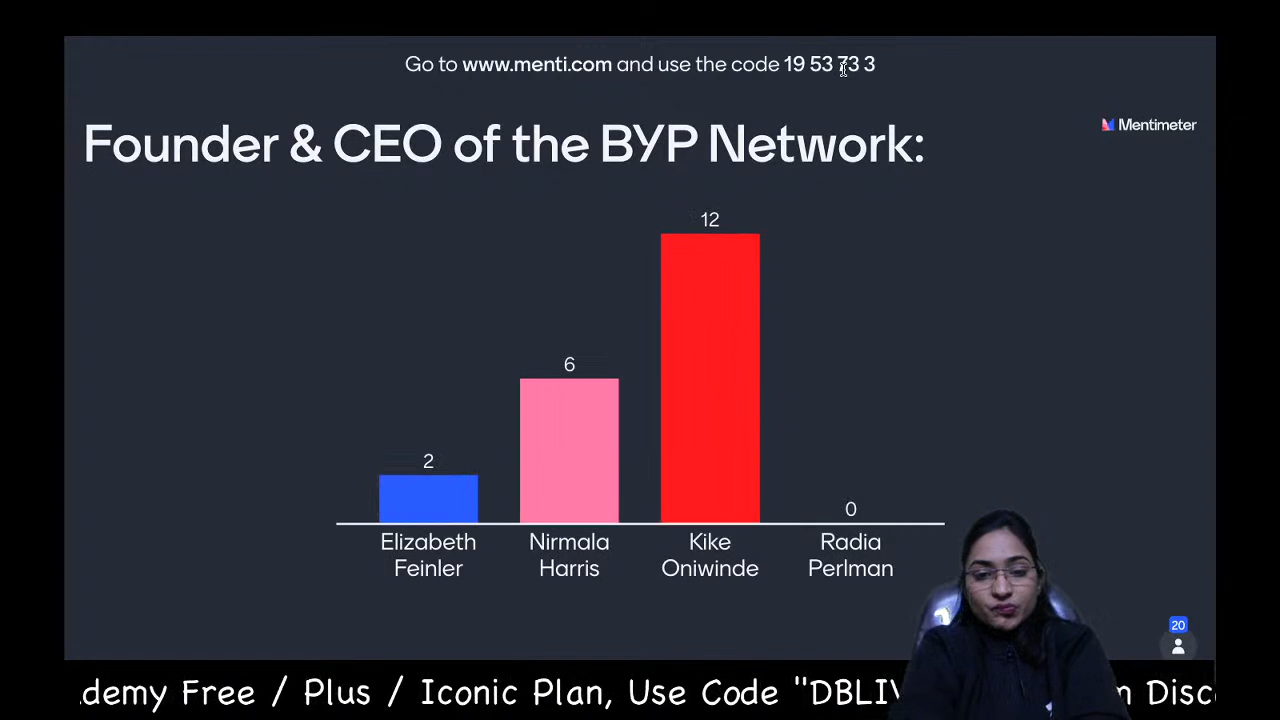 Go to www.menti.com and use the code 19 53 73 3
Mentimeter
Founder & CEO of the BYP Network:
12
6
2
0
Elizabeth Feinler
Nirmala Harris
Kike Oniwinde
Radia Perlman
20
demy Free / Plus / Iconic Plan, Use Code "DBLIV n Disc